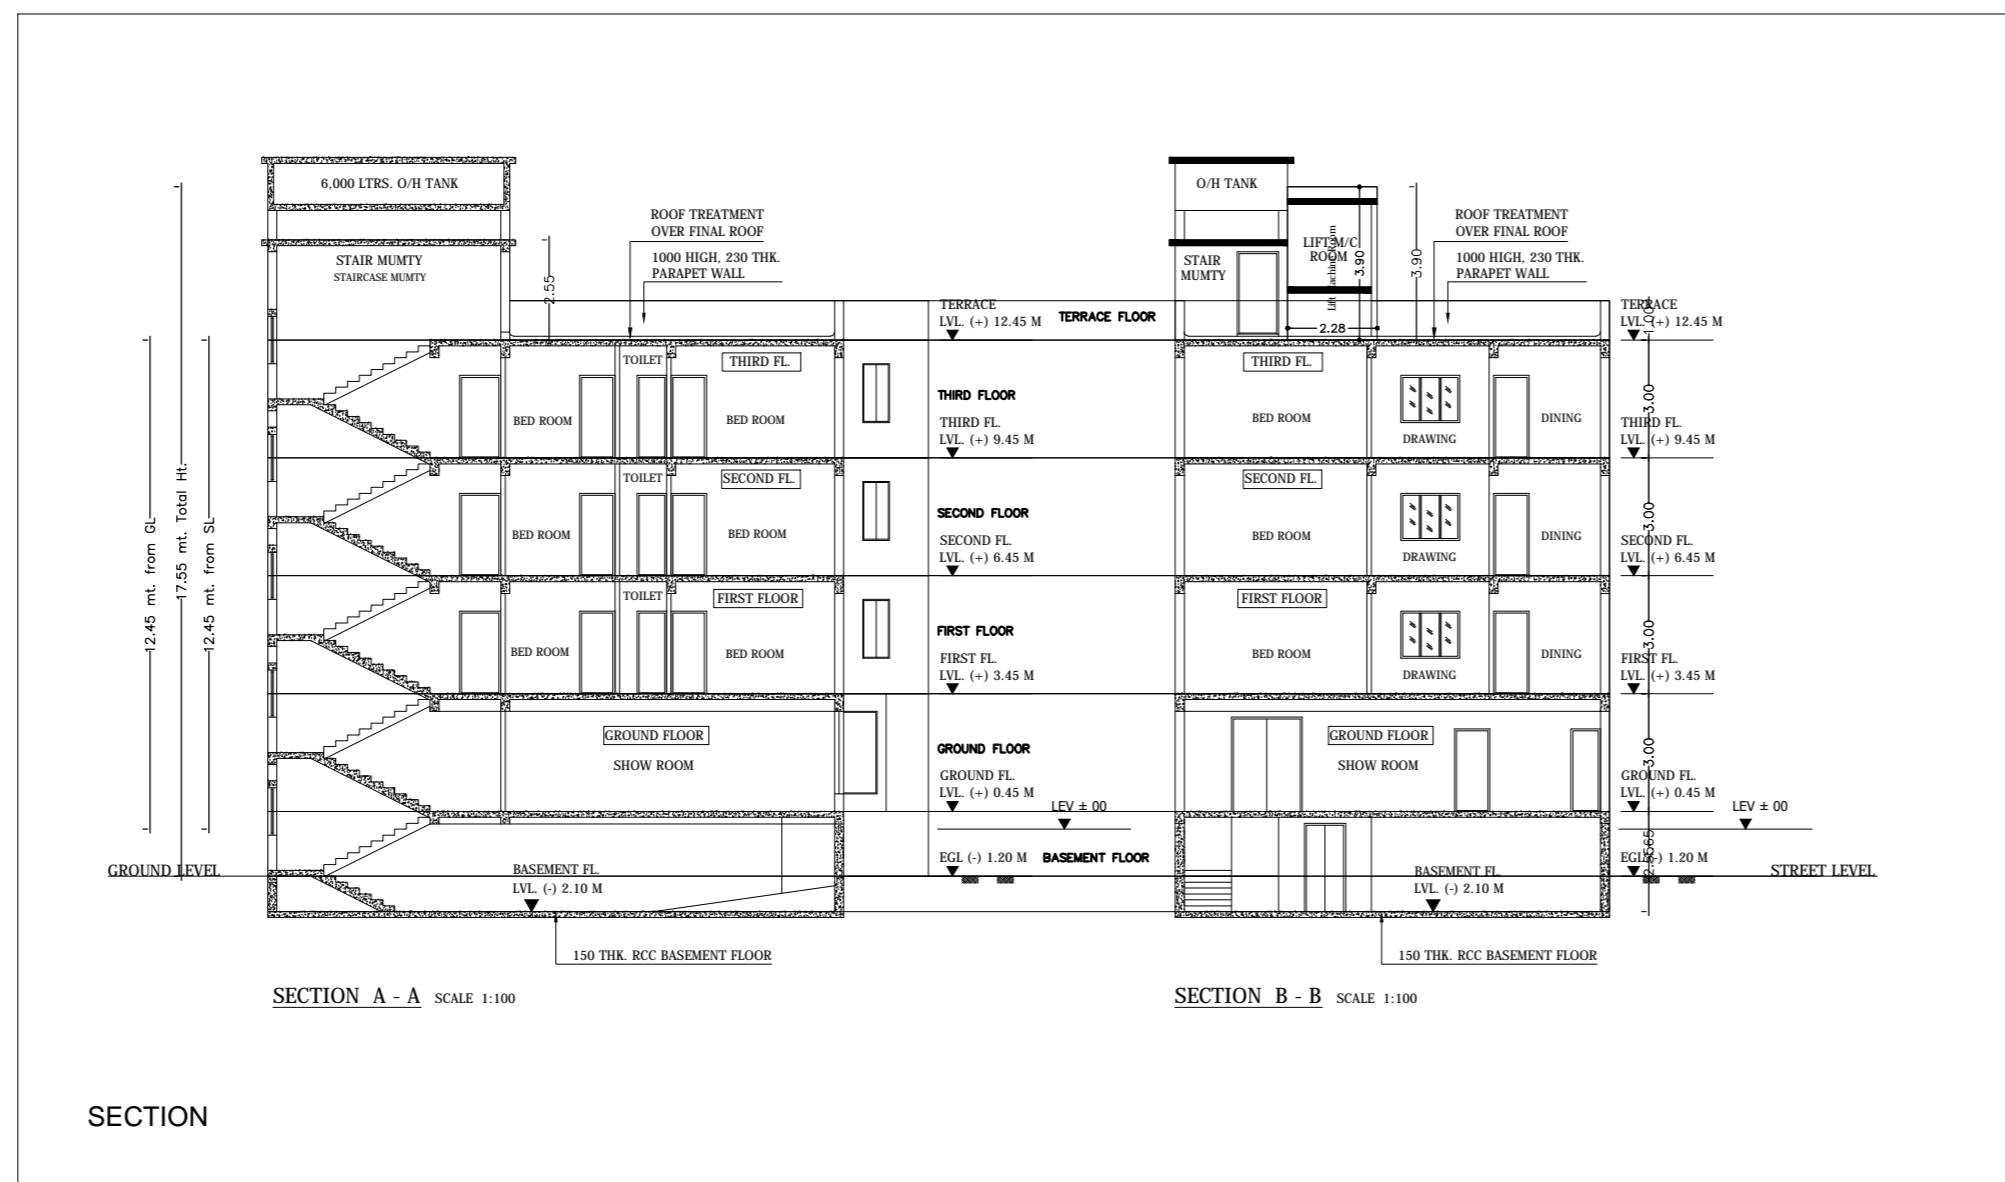 6,000 LTRS. O/H TANK
STAIR MUMTY
STAIRCASE MUMTY
2.55
ROOF TREATMENT
OVER FINAL ROOF
1000 HIGH, 230 THK.
PARAPET WALL
12.45 mt. from GL
17.55 mt. Total Ht.
12.45 mt. from SL
TOILET
THIRD FL.
BED ROOM
BED ROOM
TOILET
SECOND FL.
BED ROOM
BED ROOM
TOILET
FIRST FLOOR
BED ROOM
BED ROOM
GROUND FLOOR
SHOW ROOM
GROUND LEVEL
BASEMENT FL.
LVL. (-) 2.10 M
150 THK. RCC BASEMENT FLOOR
SECTION A - A SCALE 1:100
TERRACE
LVL. (+) 12.45 M
TERRACE FLOOR
THIRD FLOOR
THIRD FL.
LVL. (+) 9.45 M
SECOND FLOOR
SECOND FL.
LVL. (+) 6.45 M
FIRST FLOOR
FIRST FL.
LVL. (+) 3.45 M
GROUND FLOOR
GROUND FL.
LVL. (+) 0.45 M
LEV ± 00
EGL (-) 1.20 M
BASEMENT FLOOR
O/H TANK
STAIR
MUMTY
LIFT M/C
ROOM
Lift Machine Room
3.90
3.90
2.28
ROOF TREATMENT
OVER FINAL ROOF
1000 HIGH, 230 THK.
PARAPET WALL
THIRD FL.
BED ROOM
DRAWING
DINING
SECOND FL.
BED ROOM
DRAWING
DINING
FIRST FLOOR
BED ROOM
DRAWING
DINING
GROUND FLOOR
SHOW ROOM
BASEMENT FL.
LVL. (-) 2.10 M
150 THK. RCC BASEMENT FLOOR
SECTION B - B SCALE 1:100
TERRACE
LVL. (+) 12.45 M
3.00
THIRD FL.
LVL. (+) 9.45 M
3.00
SECOND FL.
LVL. (+) 6.45 M
3.00
FIRST FL.
LVL. (+) 3.45 M
3.00
GROUND FL.
LVL. (+) 0.45 M
LEV ± 00
EGL (-) 1.20 M
STREET LEVEL
SECTION